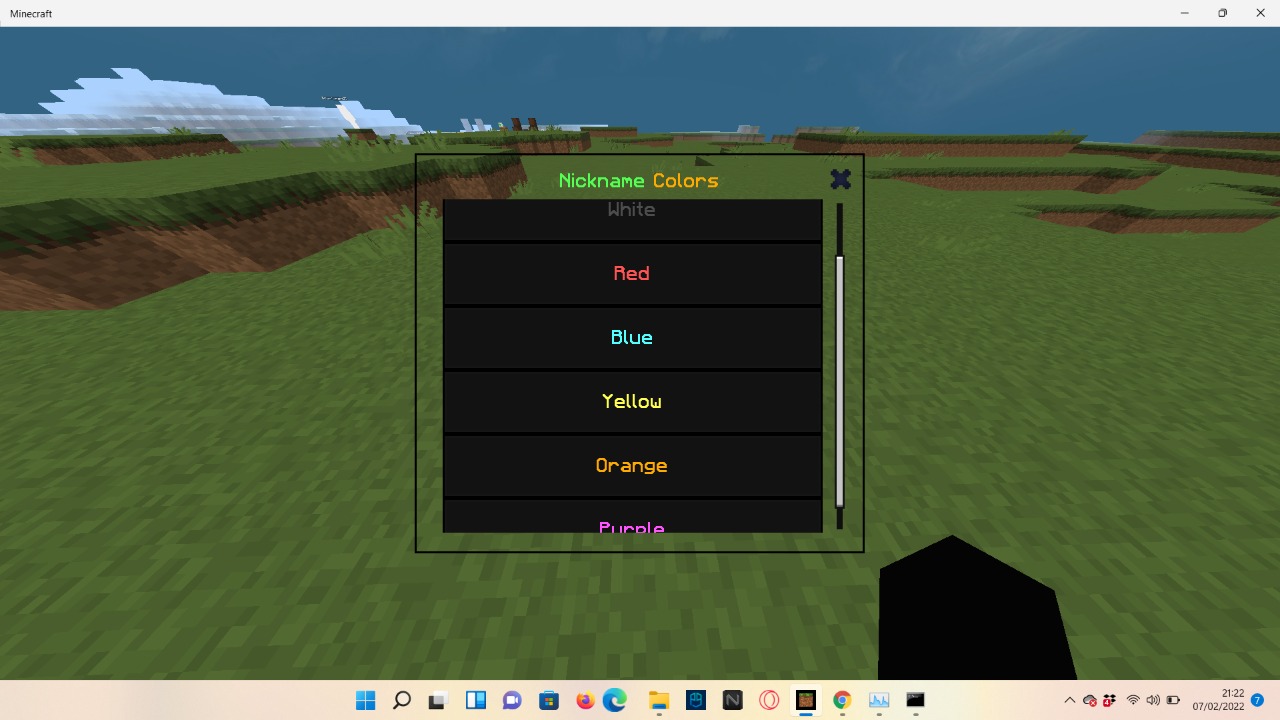 Minecraft
Nickname Colors
White
Red
Blue
Yellow
Orange
Purple
21:22
07/02/2022
7